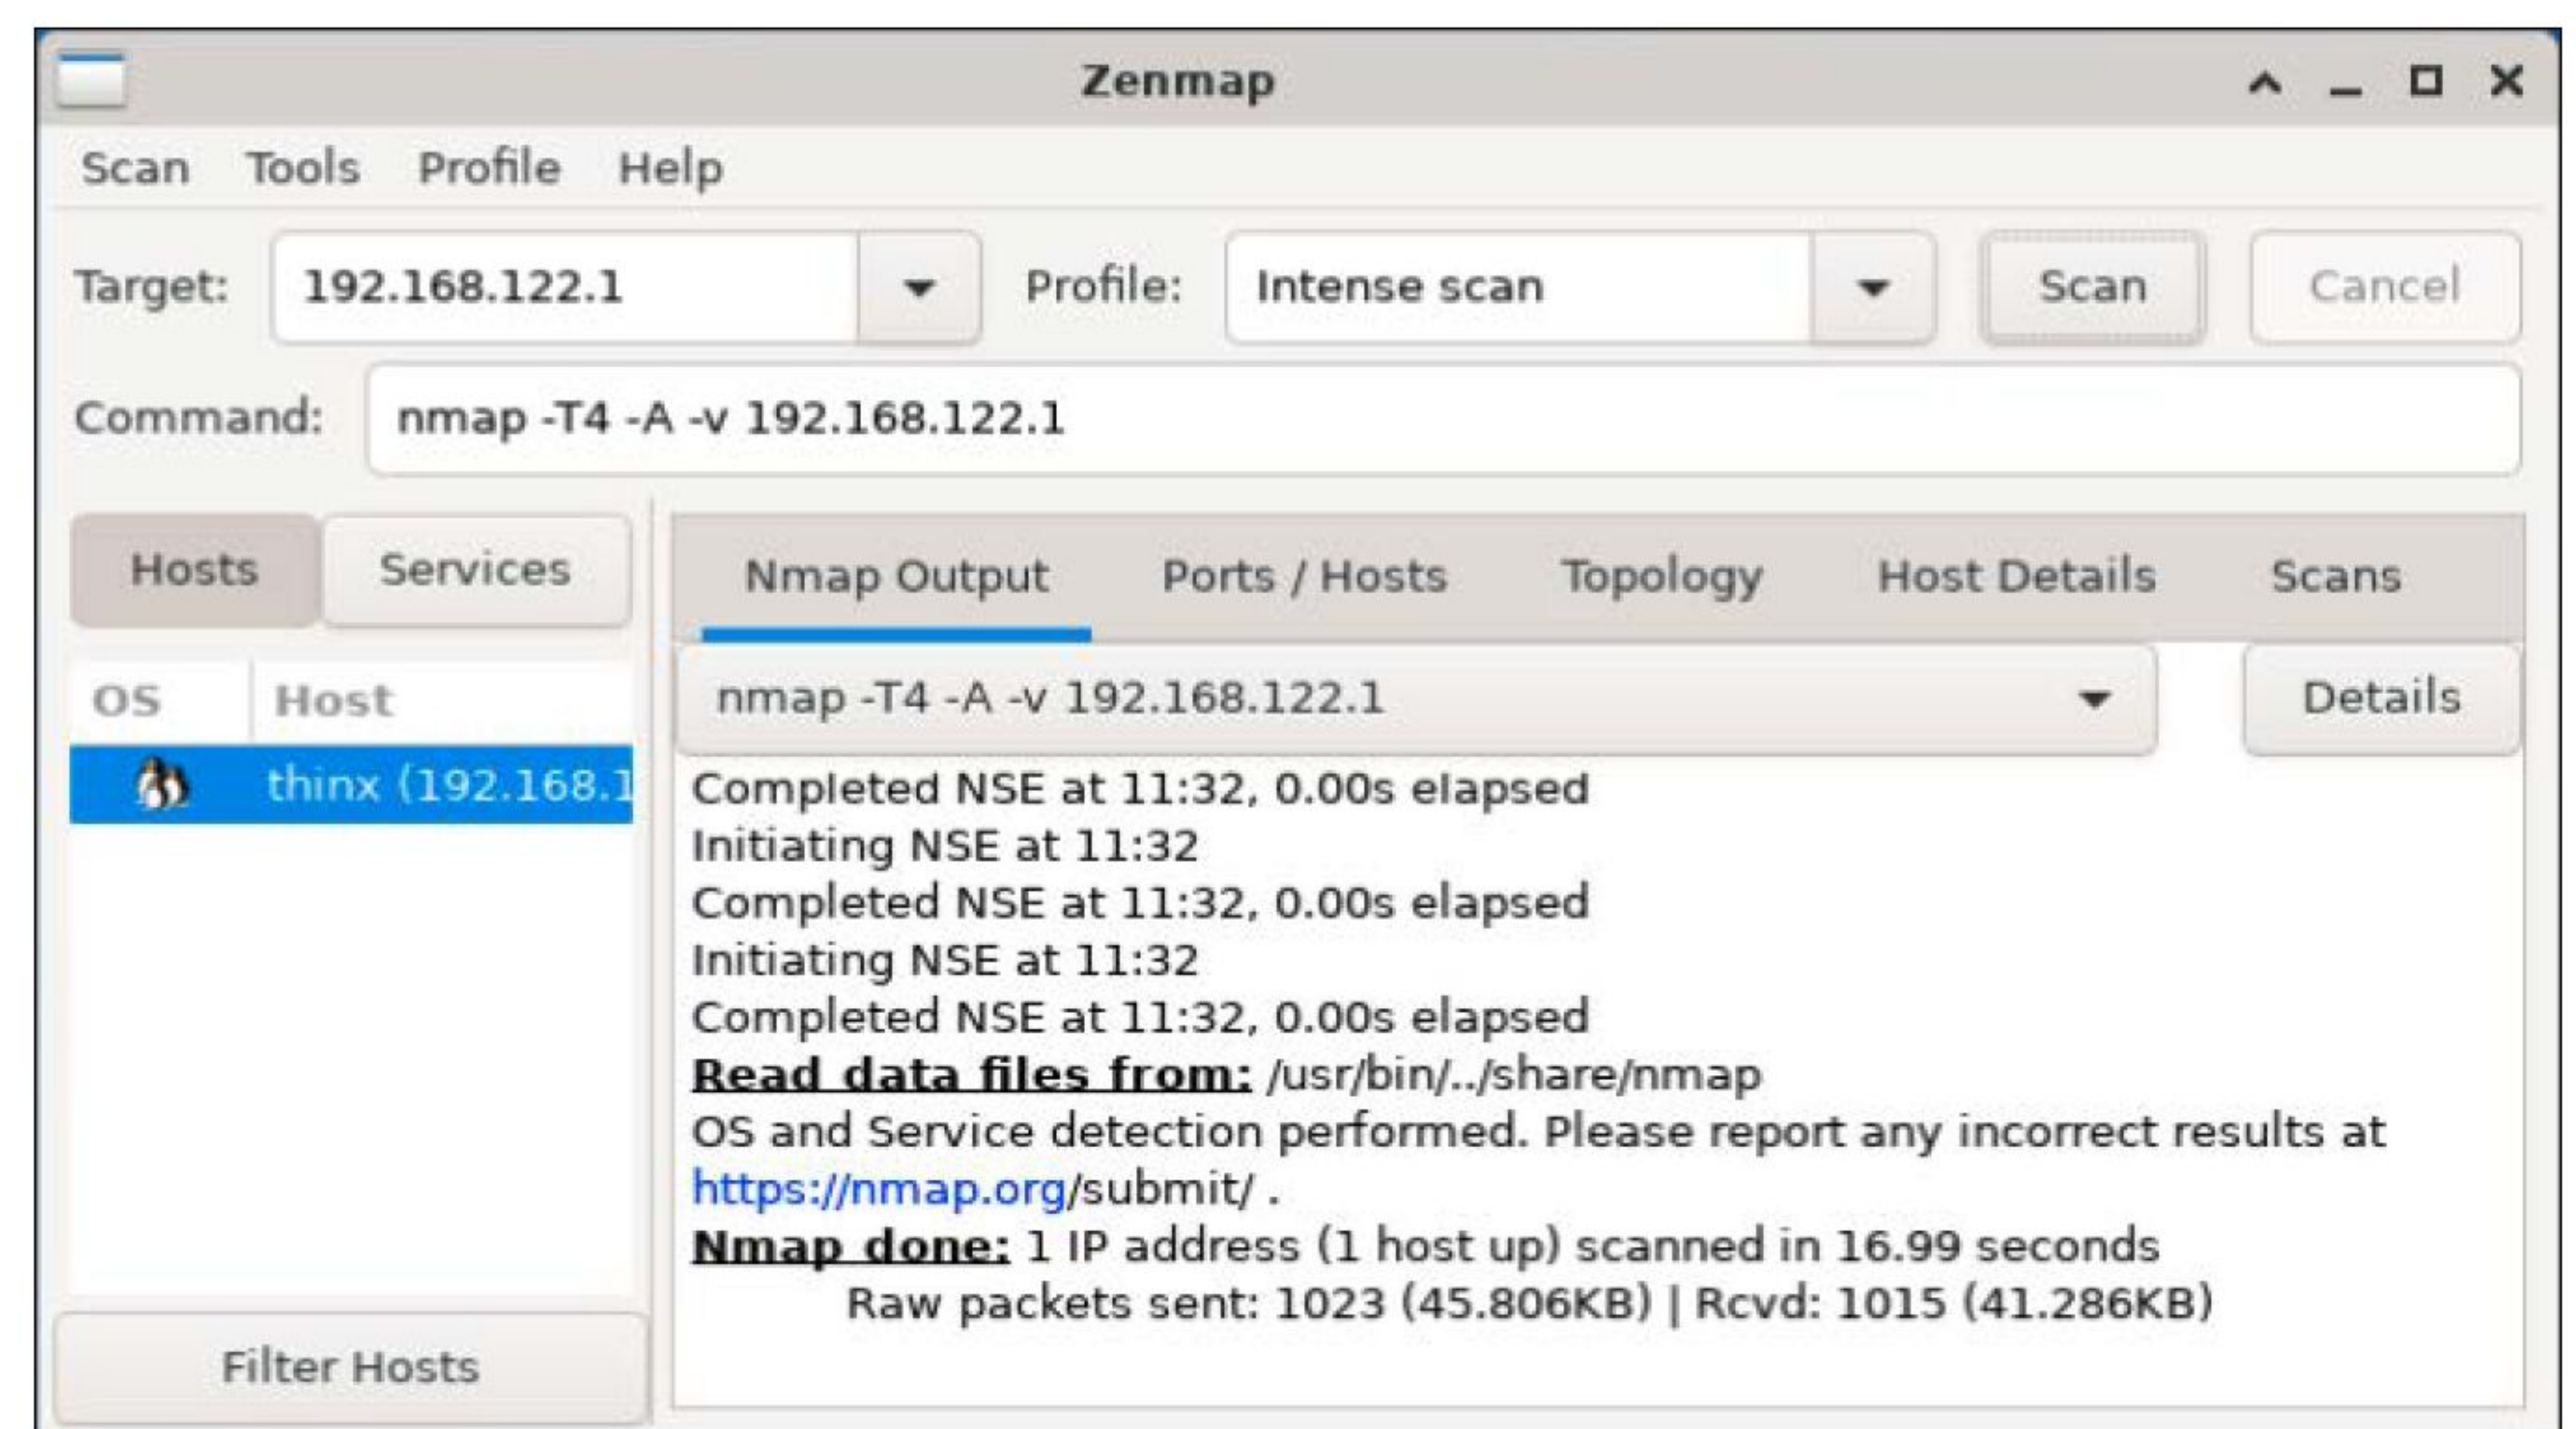 Zenmap
Scan Tools Profile Help
Target: 192.168.122.1 Profile: Intense scan Scan Cancel
Command: nmap -T4 -A -v 192.168.122.1
Hosts Services
OS Host
thinx (192.168.1
Filter Hosts
Nmap Output Ports / Hosts Topology Host Details Scans
nmap -T4 -A -v 192.168.122.1 Details
Completed NSE at 11:32, 0.00s elapsed
Initiating NSE at 11:32
Completed NSE at 11:32, 0.00s elapsed
Initiating NSE at 11:32
Completed NSE at 11:32, 0.00s elapsed
Read data files from: /usr/bin/../share/nmap
OS and Service detection performed. Please report any incorrect results at
https://nmap.org/submit/ .
Nmap done: 1 IP address (1 host up) scanned in 16.99 seconds
Raw packets sent: 1023 (45.806KB) | Rcvd: 1015 (41.286KB)